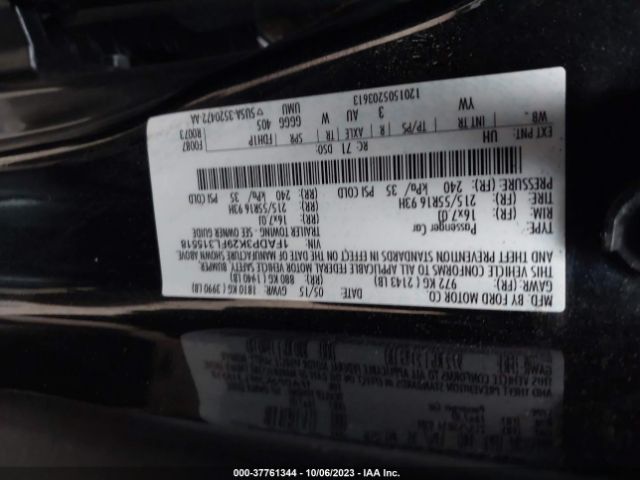 MFD. BY FORD MOTOR CO.
DATE: 05/15 GVWR: 1810 KG ( 3990 LB)
GAWR: (FR) 972 KG ( 2143 LB) (RR) 880 KG ( 1940 LB)
THIS VEHICLE CONFORMS TO ALL APPLICABLE FEDERAL MOTOR VEHICLE SAFETY, BUMPER,
AND THEFT PREVENTION STANDARDS IN EFFECT ON THE DATE OF MANUFACTURE SHOWN ABOVE.
VIN: 1FADP3K29FL315518
TYPE: Passenger Car TRAILER TOWING - SEE OWNER GUIDE
RIM: (FR) 16x7.0J (RR) 16x7.0J
TIRE: (FR) 215/55R16 93H (RR) 215/55R16 93H
PRESSURE: (FR) 240 kPa/ 35 PSI COLD (RR) 240 kPa/ 35 PSI COLD
F0087
R0073
EXT PNT: UH RC: 71 DSO:
WB INT TR TP/PS R AXLE TR SPR
YW 3 AU W GGGG UMU
FDH1P 405
1201505203613
▽ 5U5A-3520472-AA
000-37761344 | 10/06/2023 | IAA Inc.